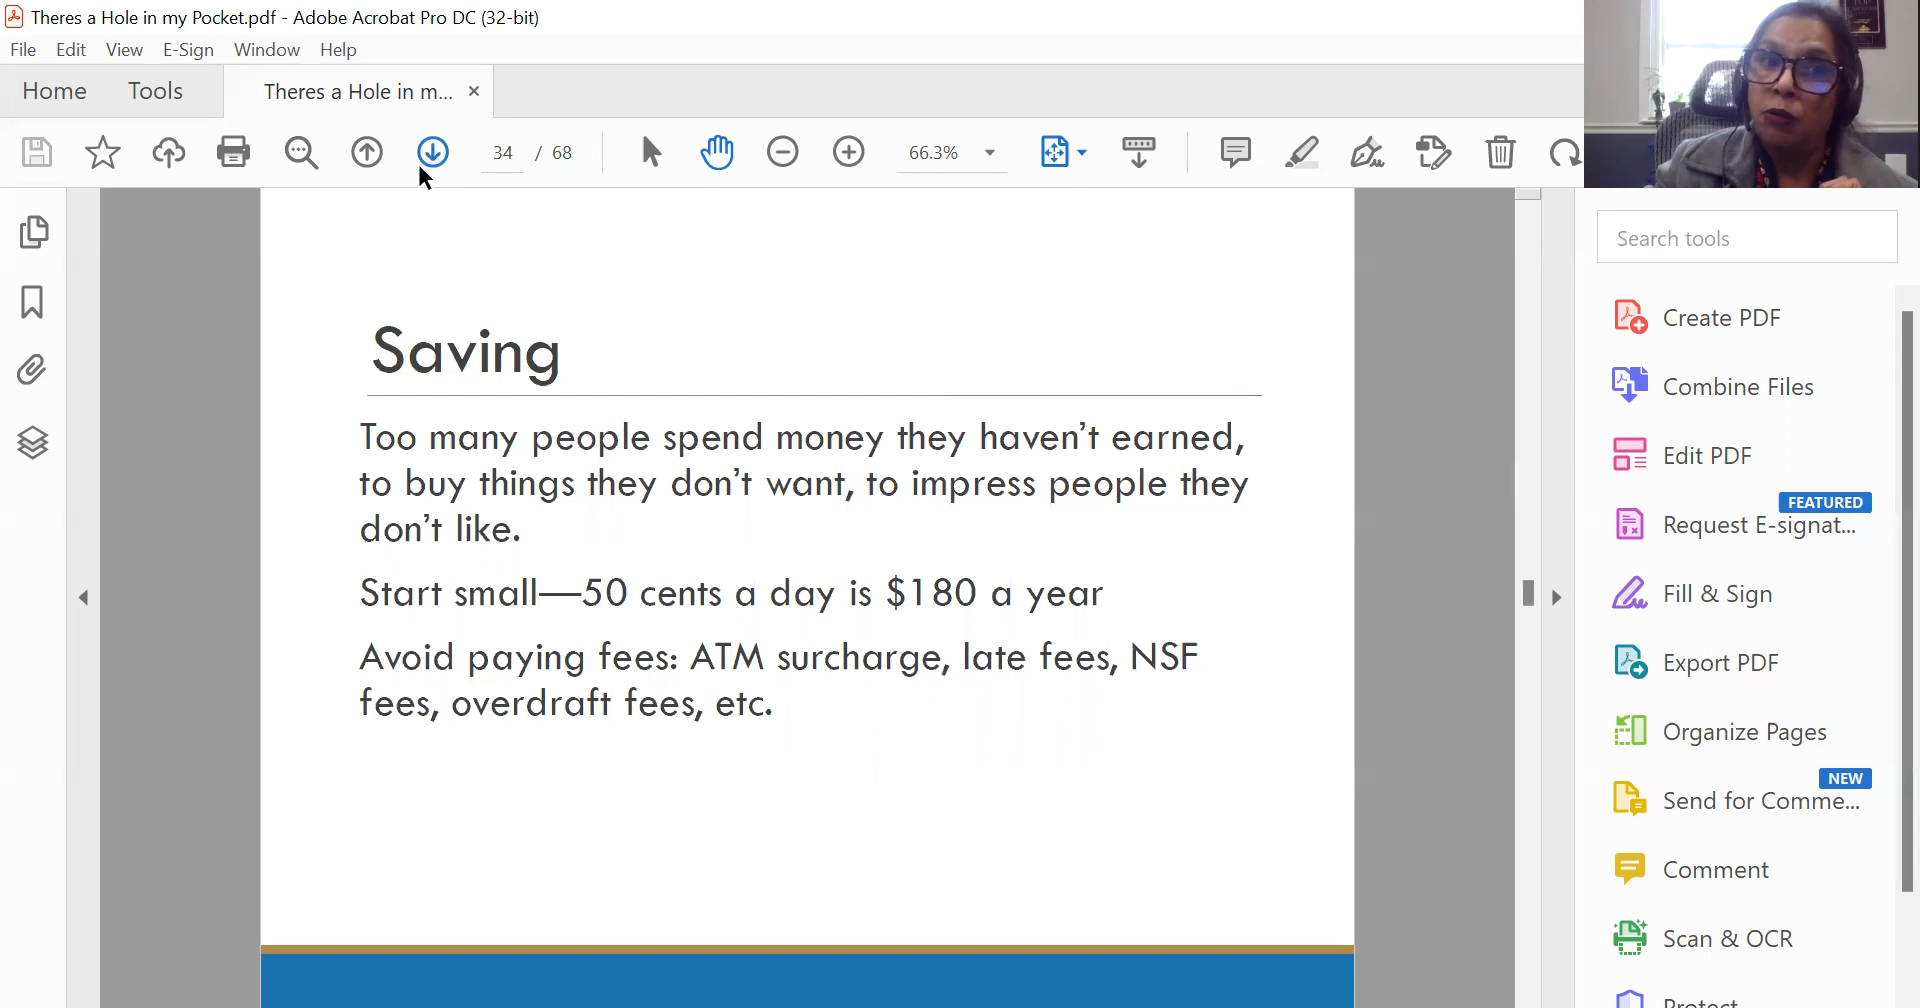 Theres a Hole in my Pocket.pdf - Adobe Acrobat Pro DC (32-bit)
File Edit View E-Sign Window Help
Home Tools Theres a Hole in m... ×
34 / 68 66.3%
Search tools
Saving
Too many people spend money they haven't earned,
to buy things they don't want, to impress people they
don't like.
Start small—50 cents a day is $180 a year
Avoid paying fees: ATM surcharge, late fees, NSF
fees, overdraft fees, etc.
Create PDF
Combine Files
Edit PDF
FEATURED
Request E-signat...
Fill & Sign
Export PDF
Organize Pages
NEW
Send for Comme...
Comment
Scan & OCR
Protect